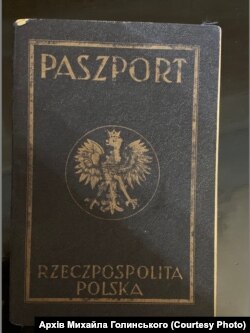 PASZPORT
RZECZPOSPOLITA
POLSKA
Архів Михайла Голинського (Courtesy Photo)